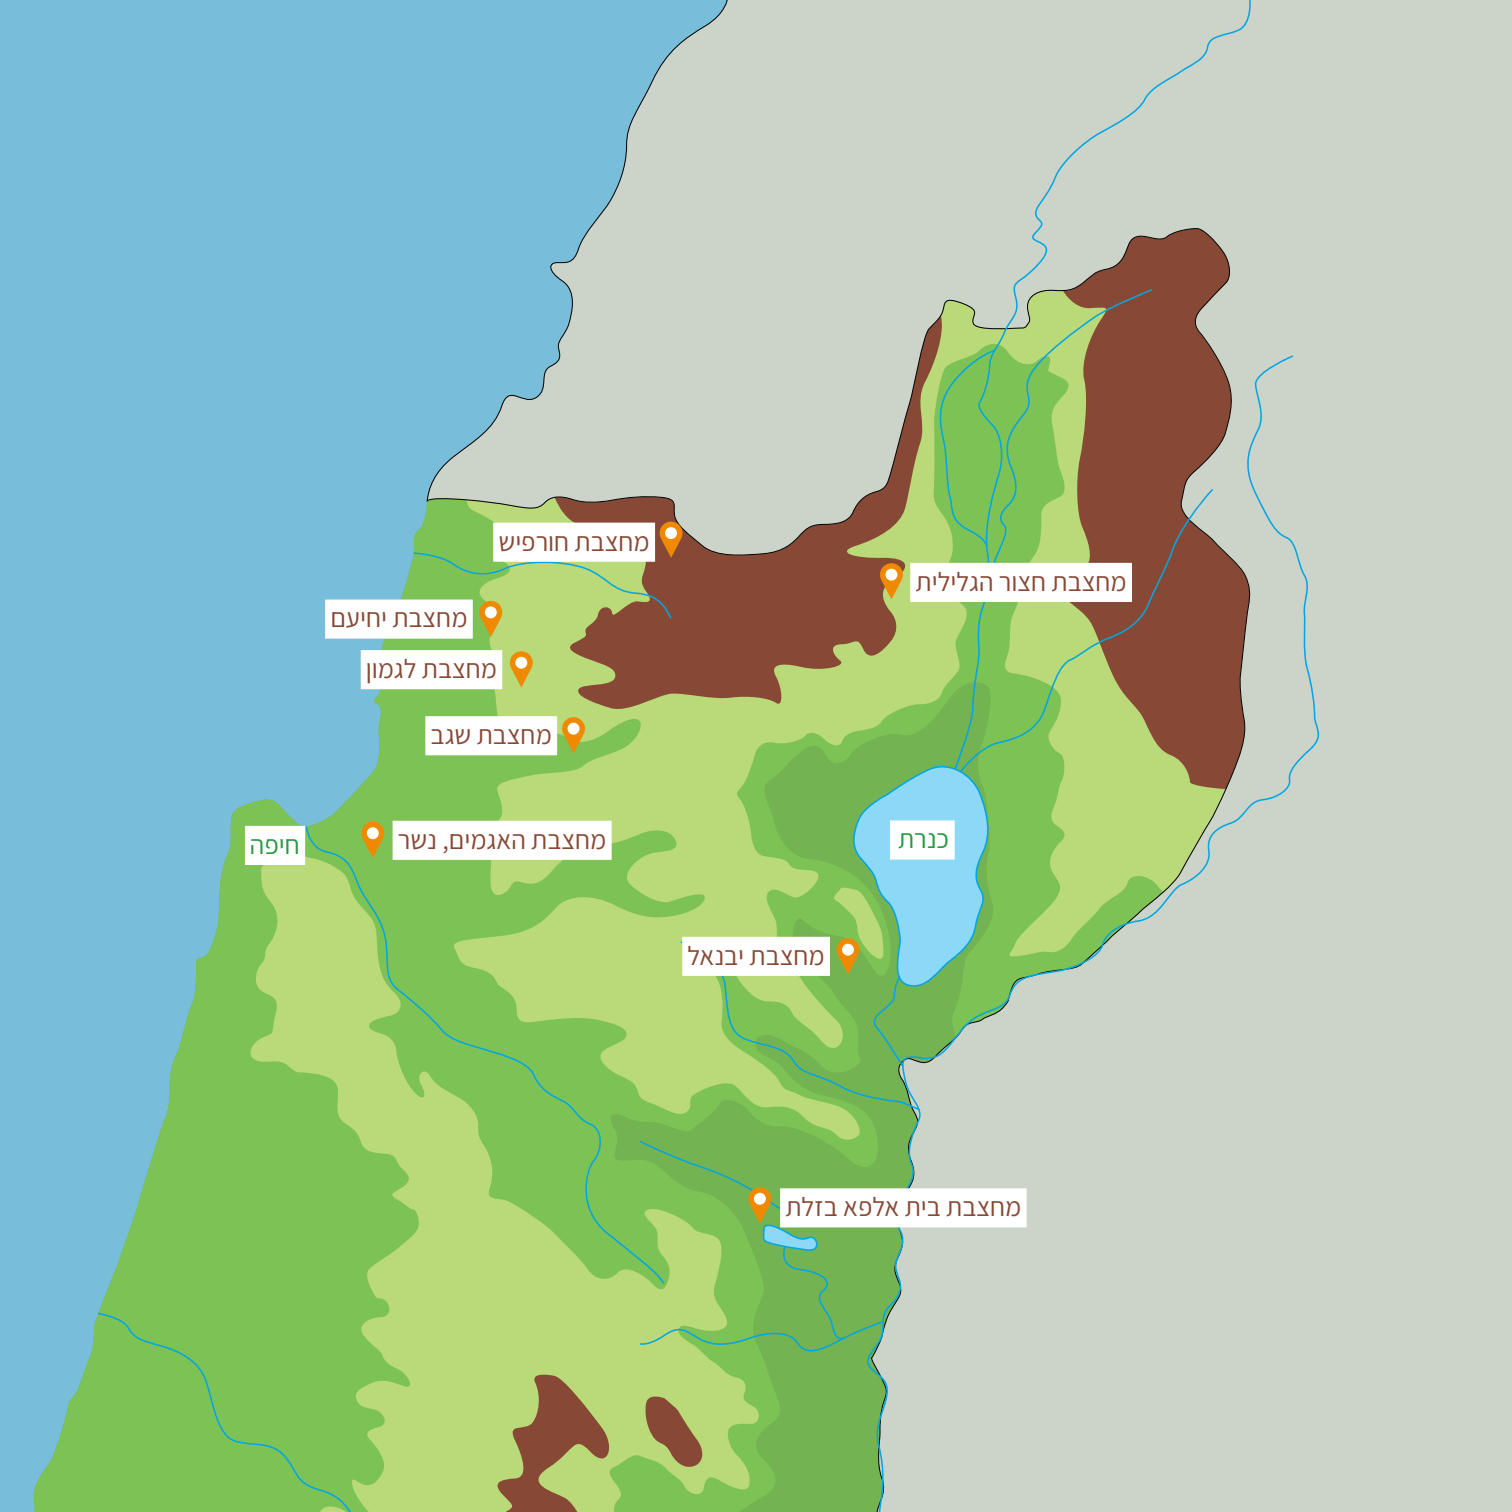 מחצבת חורפיש
מחצבת חצור הגלילית
מחצבת יחיעם
מחצבת לגמון
מחצבת שגב
מחצבת האגמים, נשר
כנרת
חיפה
מחצבת יבנאל
מחצבת בית אלפא בזלת